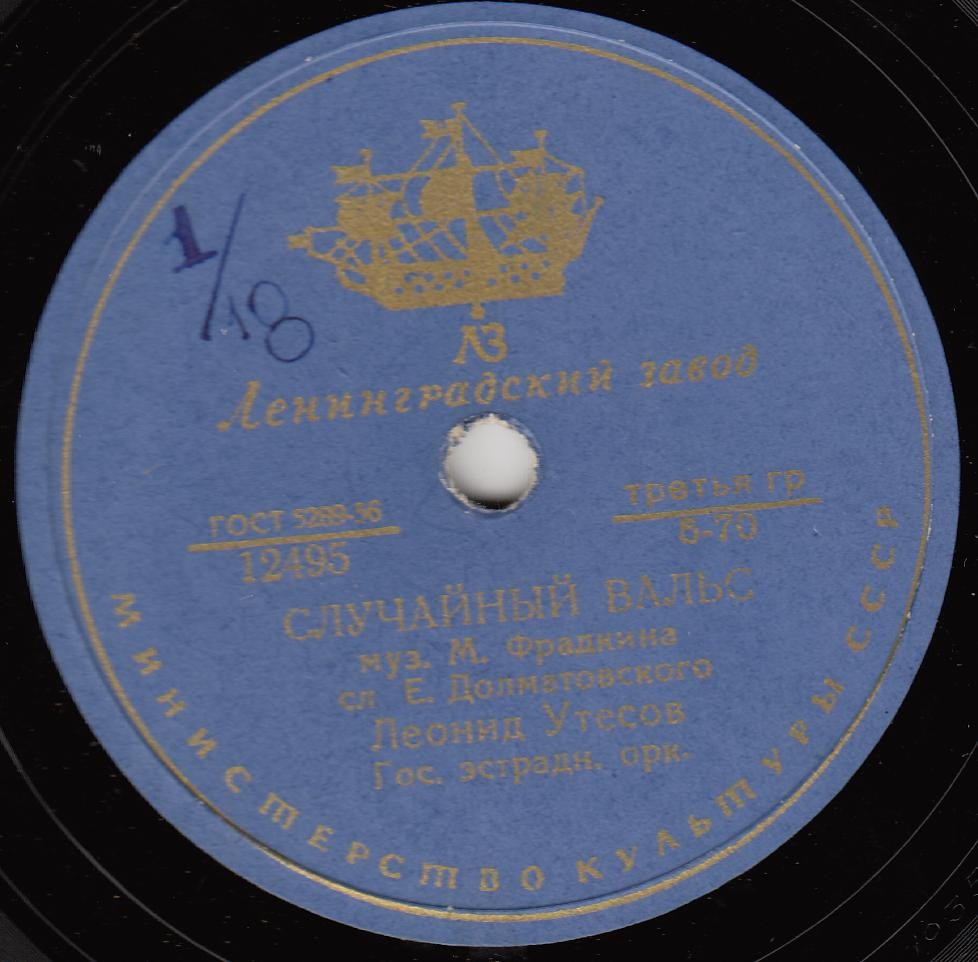 1/18
ЛЗ
Ленинградский завод
ГОСТ 5289-56
12495
третья гр
5-70
СЛУЧАЙНЫЙ ВАЛЬС
муз. М. Фрадкина
сл Е. Долматовского
Леонид Утесов
Гос. эстрадн. орк.
МИНИСТЕРСТВО КУЛЬТУРЫ СССР